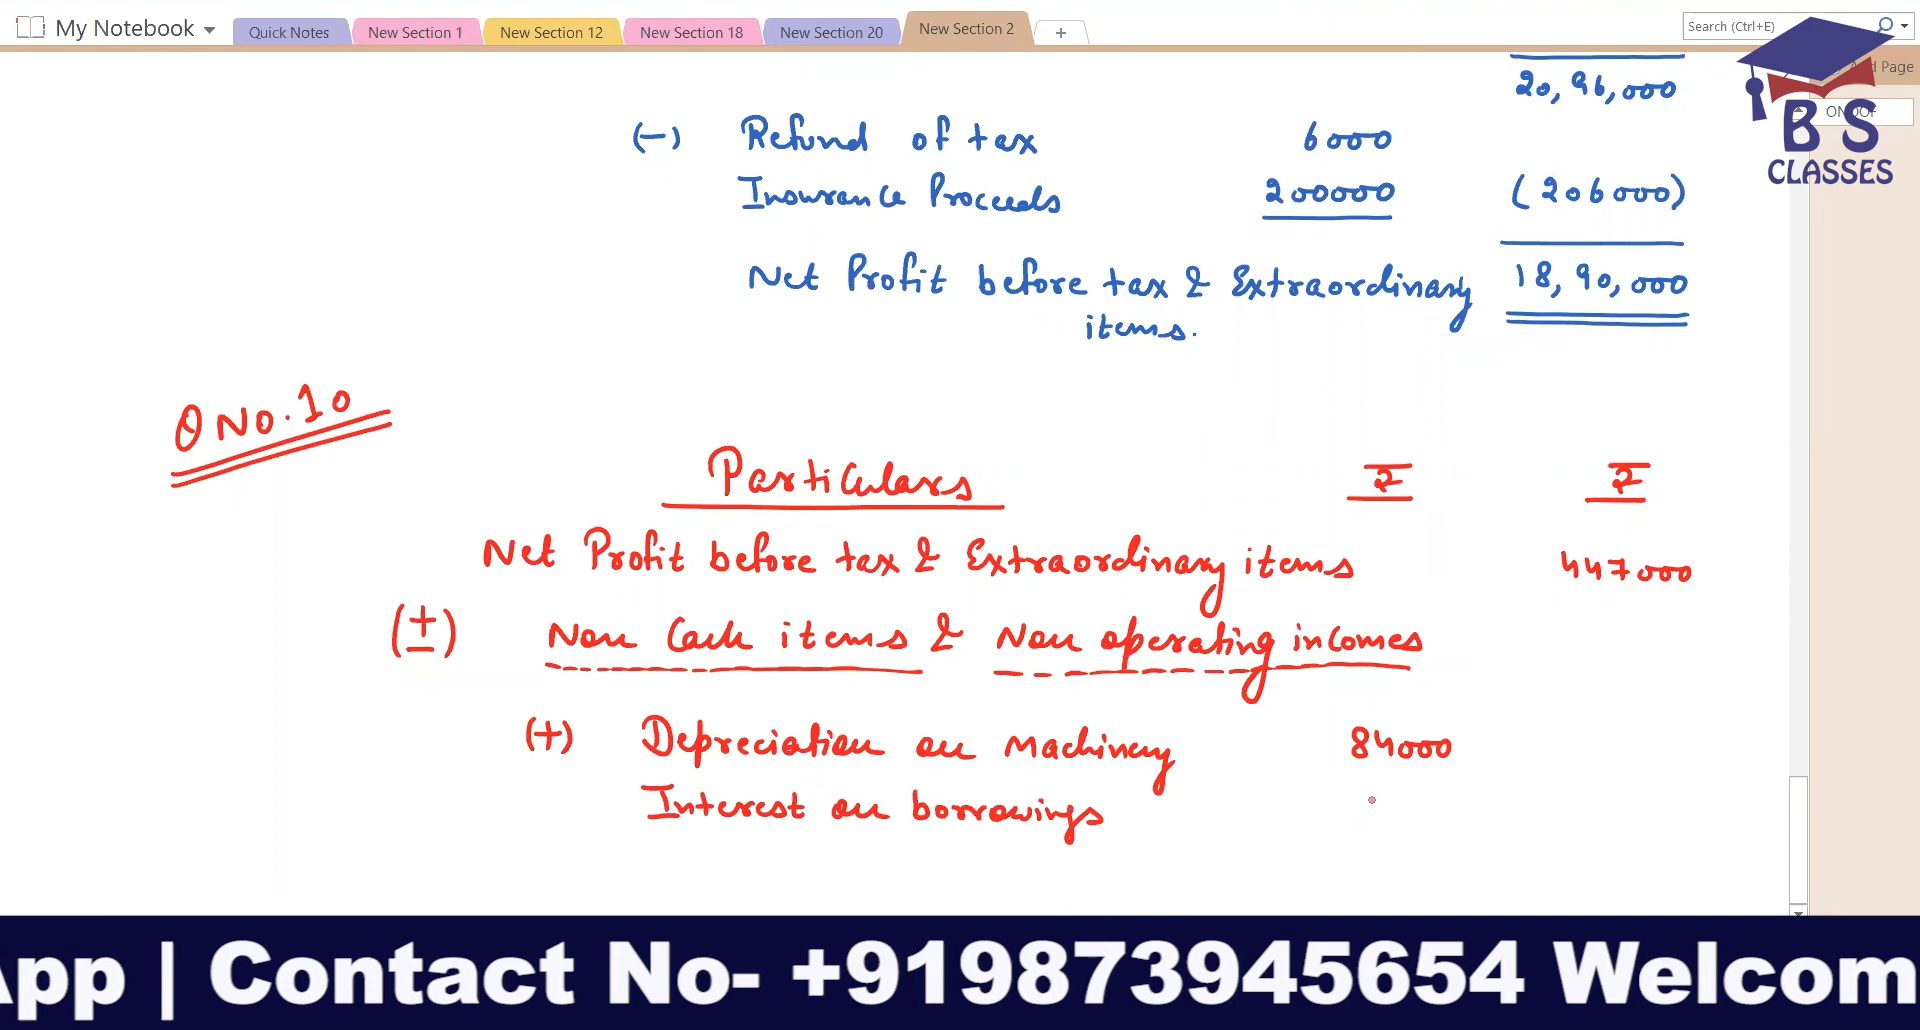 My Notebook
Quick Notes
New Section 1
New Section 12
New Section 18
New Section 20
New Section 2
+
Search (Ctrl+E)
d Page
BS
CLASSES
20,96,000
(-) Refund of tax 6000
Insurance Proceeds 200000 (206000)
Net Profit before tax & Extraordinary 18,90,000
items.
Q No. 10
Particulars ₹ ₹
Net Profit before tax & Extraordinary items 447000
(±) Non Cash items & Non operating incomes
(+) Depreciation on Machinery 84000
Interest on borrowings
App | Contact No- +919873945654 Welcom